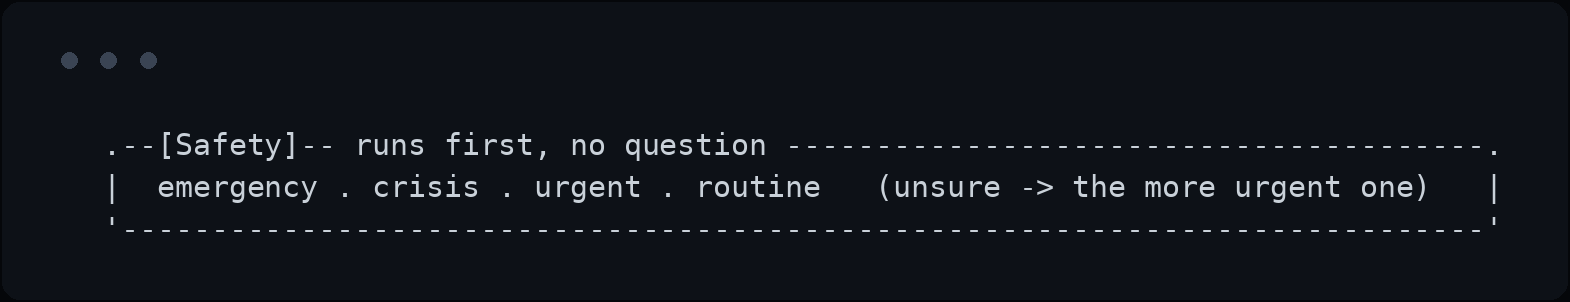 .--[Safety]-- runs first, no question ---------------------------------------.
|  emergency . crisis . urgent . routine   (unsure -> the more urgent one)   |
'----------------------------------------------------------------------------'